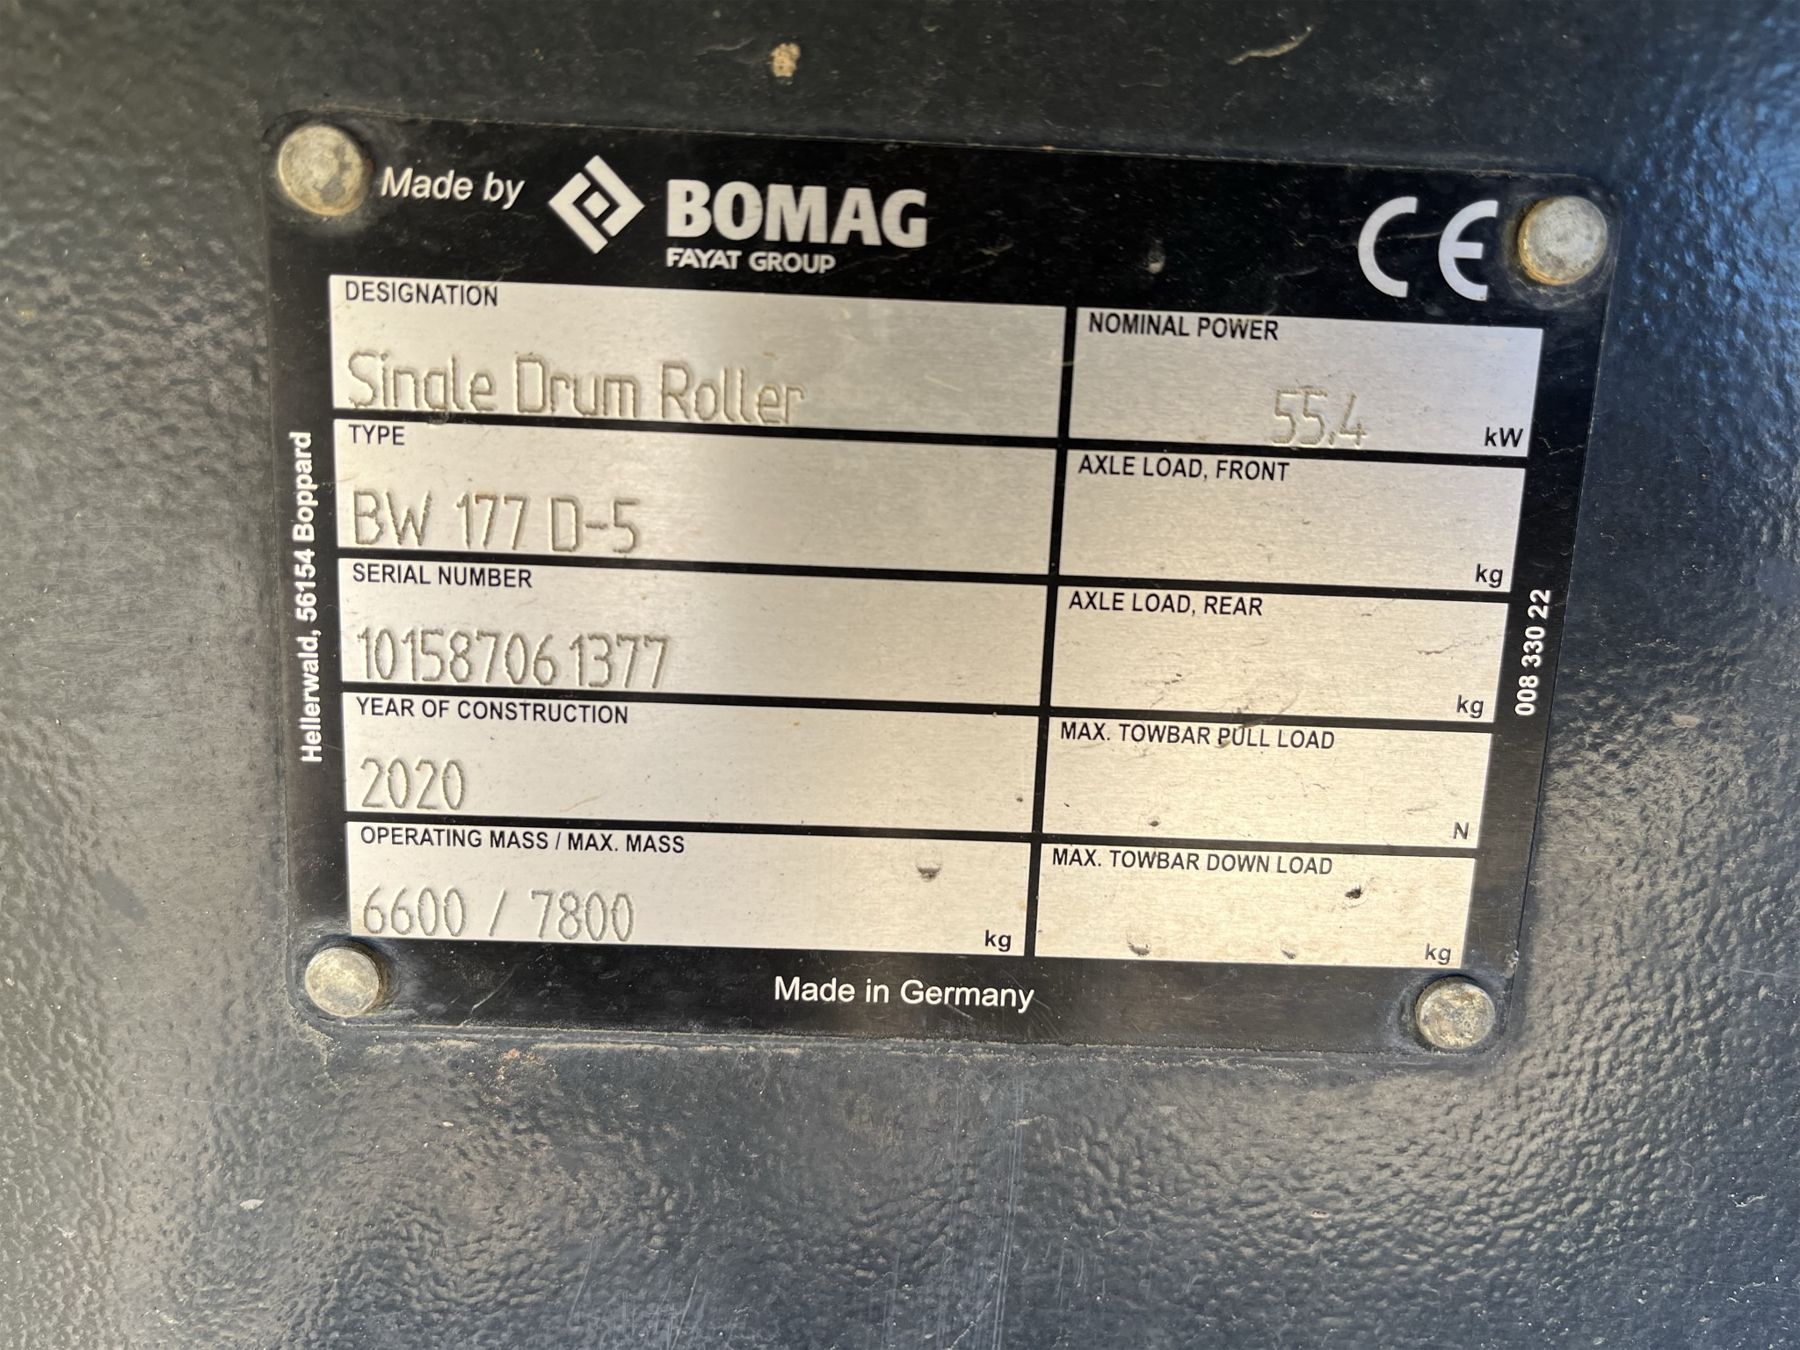 Made by BOMAG
FAYAT GROUP
CE
DESIGNATION
Single Drum Roller
NOMINAL POWER
55,4 kW
TYPE
BW 177 D-5
AXLE LOAD, FRONT
kg
SERIAL NUMBER
101587061377
AXLE LOAD, REAR
kg
YEAR OF CONSTRUCTION
2020
MAX. TOWBAR PULL LOAD
N
OPERATING MASS / MAX. MASS
6600 / 7800 kg
MAX. TOWBAR DOWN LOAD
kg
Made in Germany
Hellerwald, 56154 Boppard
008 330 22